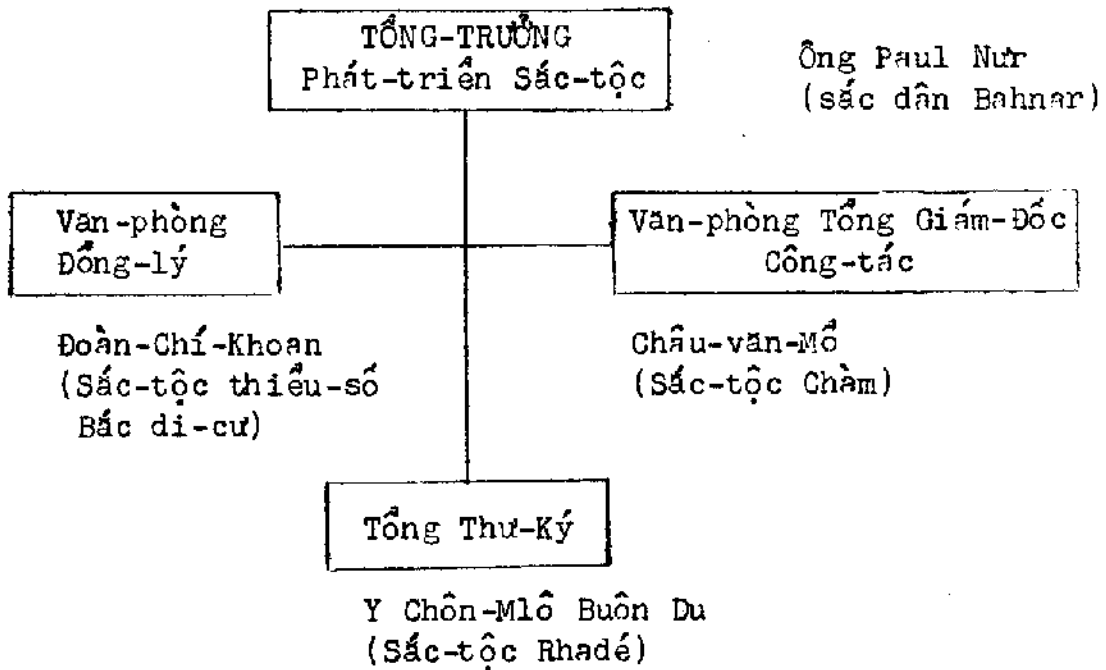 TỔNG-TRƯỞNG
Phát-triển Sắc-tộc
Ông Paul Nưr
(sắc dân Bahnar)
Văn-phòng
Đổng-lý
Văn-phòng Tổng Giám-Đốc
Công-tác
Đoàn-Chí-Khoan
(Sắc-tộc thiểu-số
Bắc di-cư)
Châu-văn-Mổ
(Sắc-tộc Chàm)
Tổng Thư-Ký
Y Chôn-Mlô Buôn Du
(Sắc-tộc Rhadé)